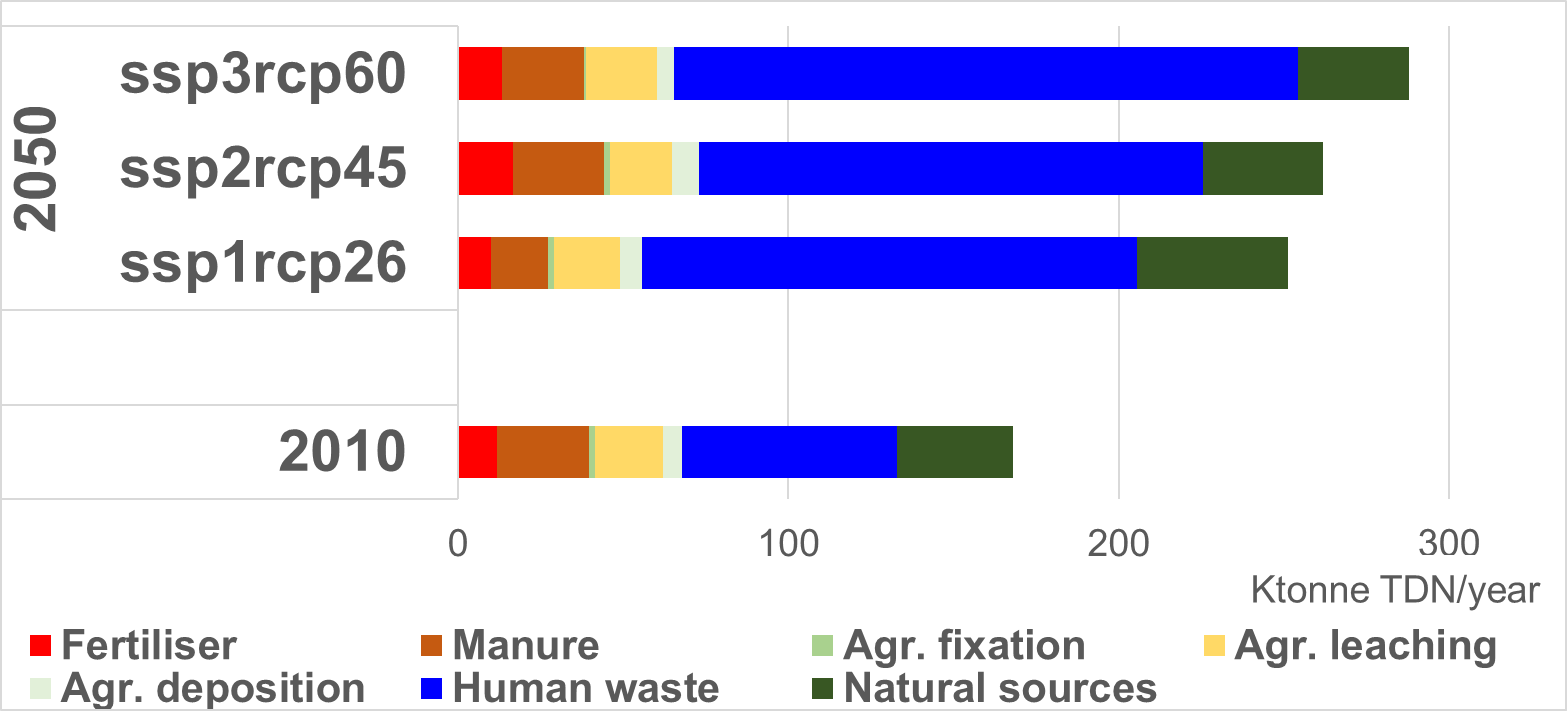 2050
ssp3rcp60
ssp2rcp45
ssp1rcp26
2010
0 100 200 300
Ktonne TDN/year
Fertiliser Manure Agr. fixation Agr. leaching
Agr. deposition Human waste Natural sources